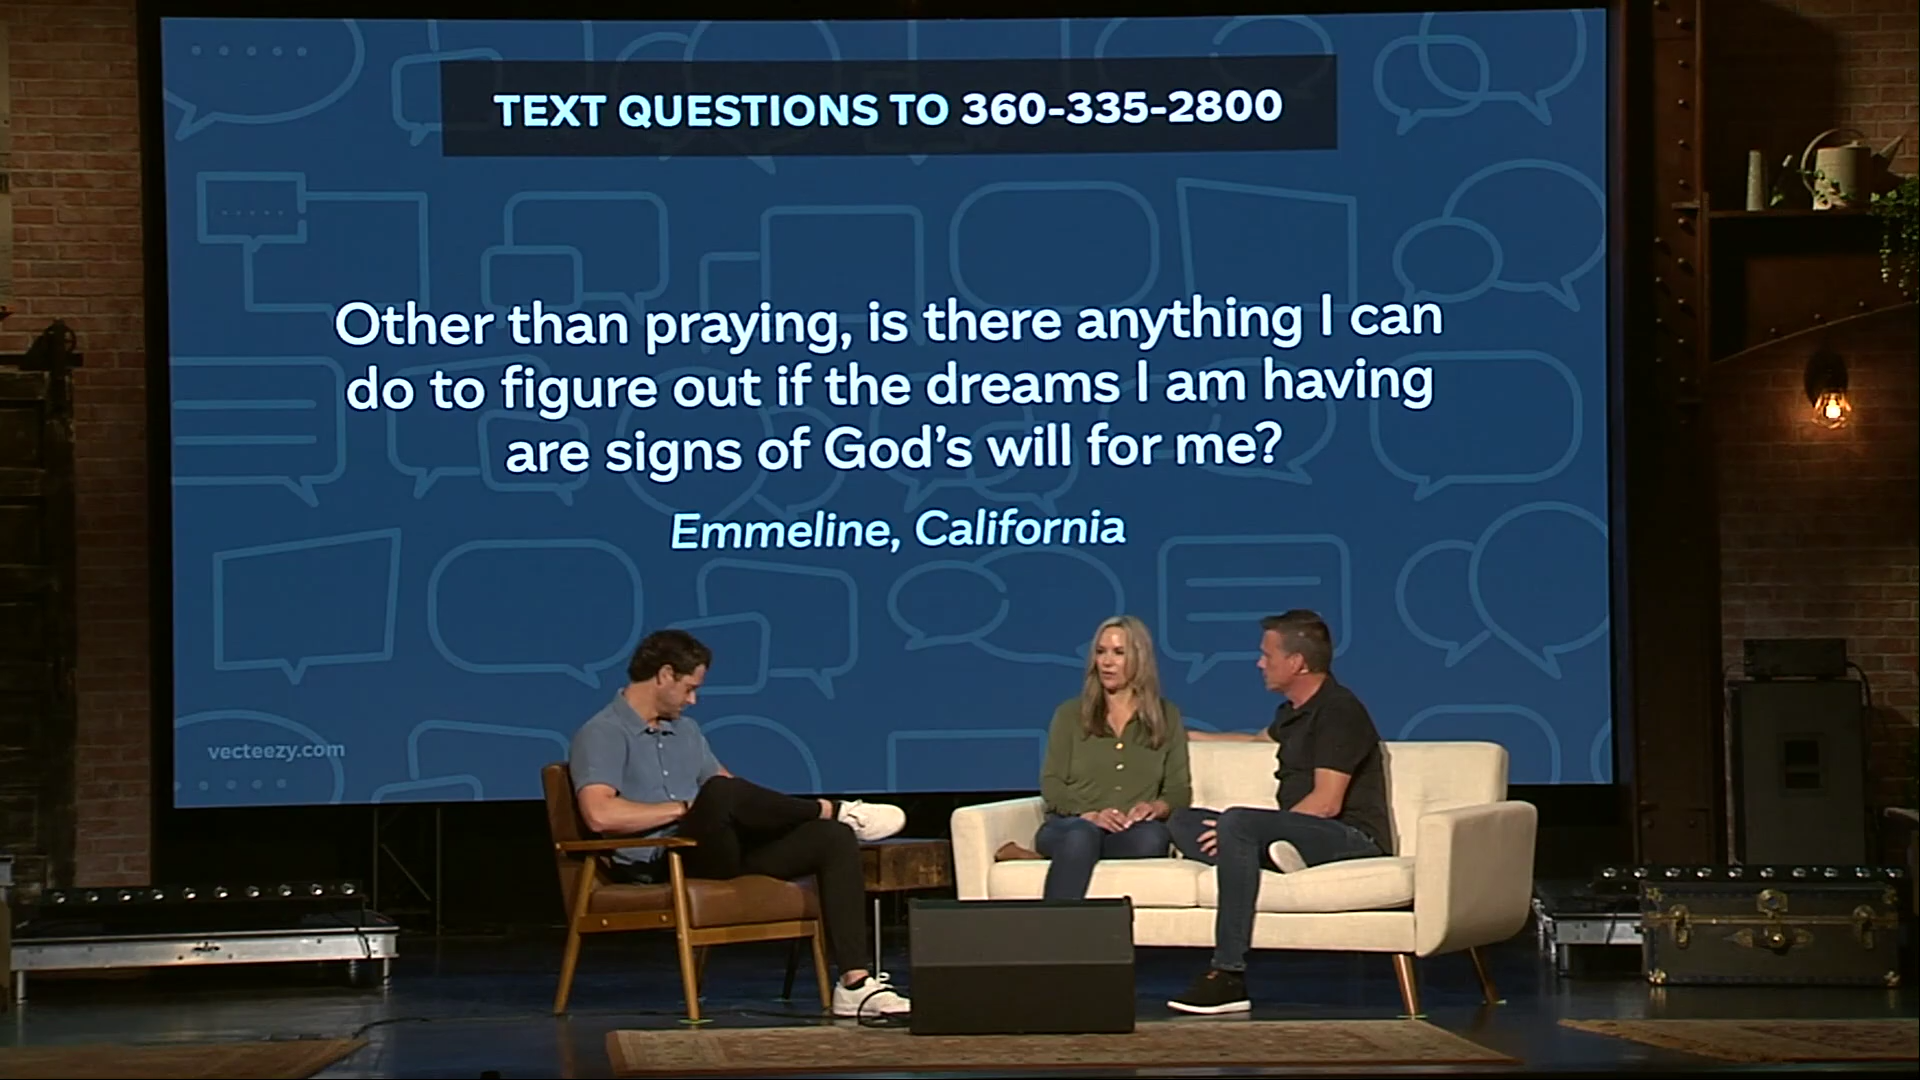 TEXT QUESTIONS TO 360-335-2800
Other than praying, is there anything I can
do to figure out if the dreams I am having
are signs of God's will for me?
Emmeline, California
vecteezy.com